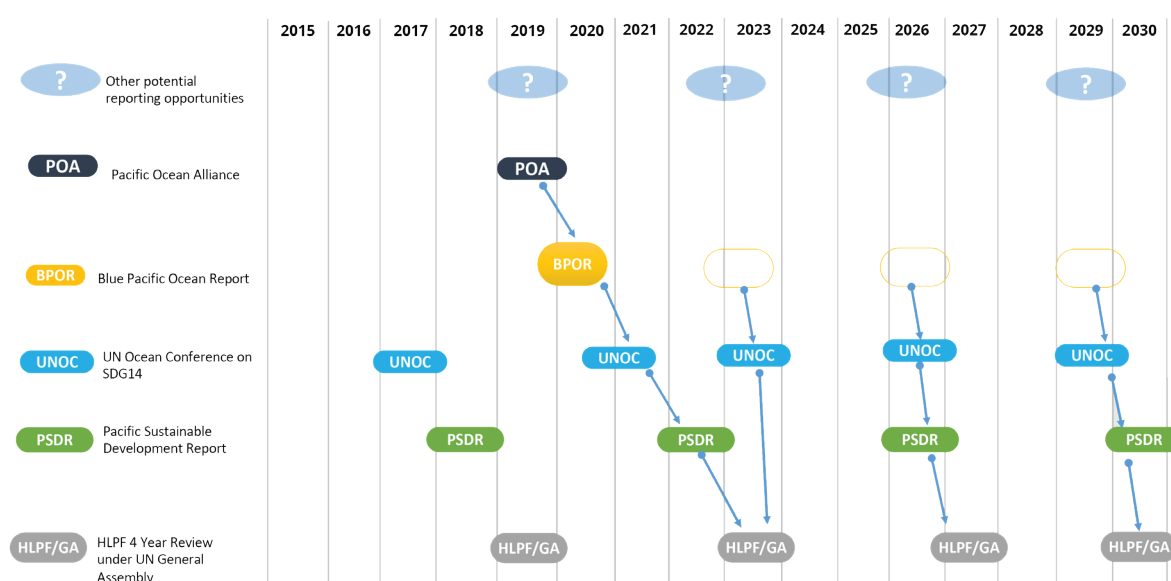 2015 2016 2017 2018 2019 2020 2021 2022 2023 2024 2025 2026 2027 2028 2029 2030
? Other potential ? ? ? ?
reporting opportunities
POA Pacific Ocean Alliance POA
BPOR Blue Pacific Ocean Report BPOR
UNOC UN Ocean Conference on UNOC UNOC UNOC UNOC UNOC
SDG14
PSDR Pacific Sustainable PSDR PSDR PSDR PSDR
Development Report
HLPF/GA HLPF 4 Year Review HLPF/GA HLPF/GA HLPF/GA HLPF/GA
under UN General
Assembly